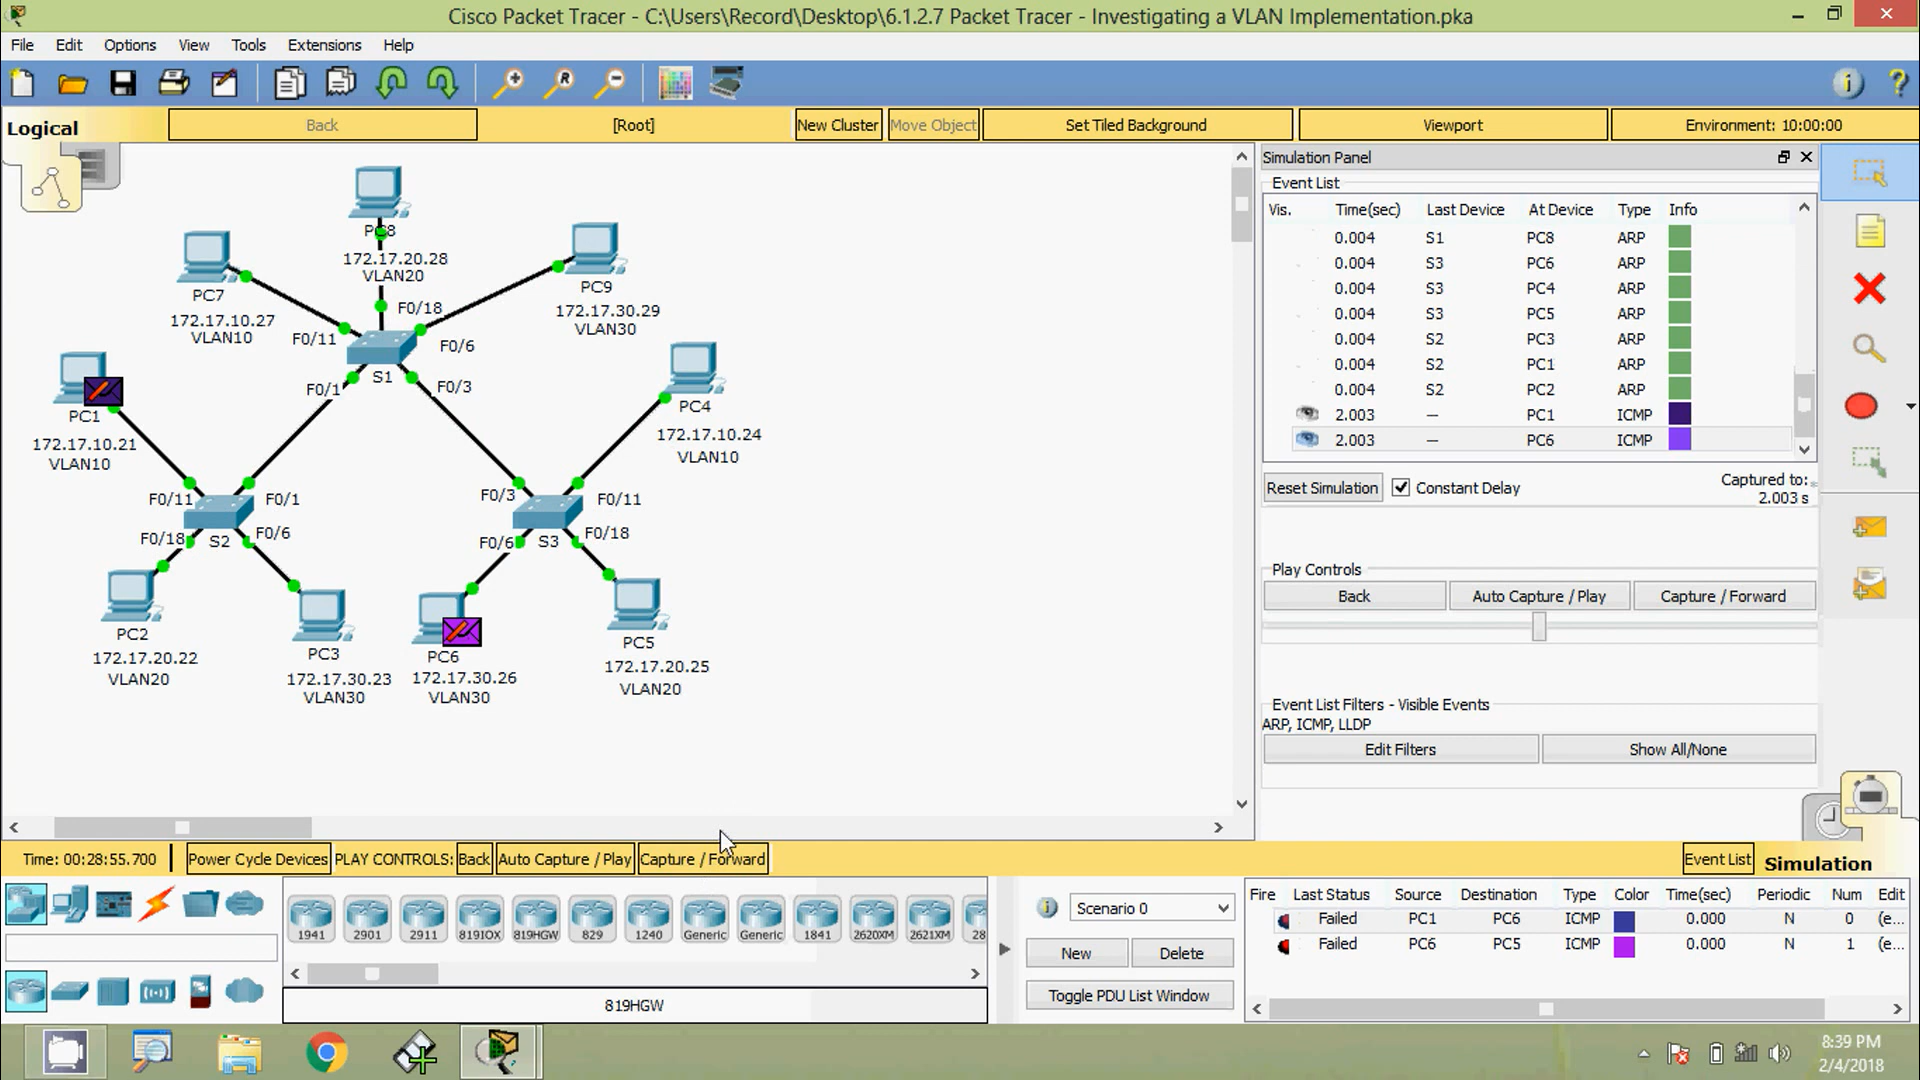 Cisco Packet Tracer - C:\Users\Record\Desktop\6.1.2.7 Packet Tracer - Investigating a VLAN Implementation.pka
File Edit Options View Tools Extensions Help
Logical Back [Root] New Cluster Move Object Set Tiled Background Viewport Environment: 10:00:00
PC8
172.17.20.28
VLAN20
PC7
172.17.10.27
VLAN10
PC9
172.17.30.29
VLAN30
F0/18
F0/11
F0/6
S1
F0/1
F0/3
PC1
172.17.10.21
VLAN10
PC4
172.17.10.24
VLAN10
F0/11
F0/1
F0/18
S2
F0/6
F0/3
F0/11
F0/6
S3
F0/18
PC2
172.17.20.22
VLAN20
PC3
172.17.30.23
VLAN30
PC6
172.17.30.26
VLAN30
PC5
172.17.20.25
VLAN20
Simulation Panel
Event List
Vis. Time(sec) Last Device At Device Type Info
0.004 S1 PC8 ARP
0.004 S3 PC6 ARP
0.004 S3 PC4 ARP
0.004 S3 PC5 ARP
0.004 S2 PC3 ARP
0.004 S2 PC1 ARP
0.004 S2 PC2 ARP
2.003 -- PC1 ICMP
2.003 -- PC6 ICMP
Reset Simulation Constant Delay Captured to:
2.003 s
Play Controls
Back Auto Capture / Play Capture / Forward
Event List Filters - Visible Events
ARP, ICMP, LLDP
Edit Filters Show All/None
Time: 00:28:55.700 Power Cycle Devices PLAY CONTROLS: Back Auto Capture / Play Capture / Forward Event List Simulation
1941 2901 2911 819IOX 819HGW 829 1240 Generic Generic 1841 2620XM 2621XM 28
819HGW
Scenario 0
New Delete
Toggle PDU List Window
Fire Last Status Source Destination Type Color Time(sec) Periodic Num Edit
Failed PC1 PC6 ICMP 0.000 N 0 (e...
Failed PC6 PC5 ICMP 0.000 N 1 (e...
8:39 PM
2/4/2018